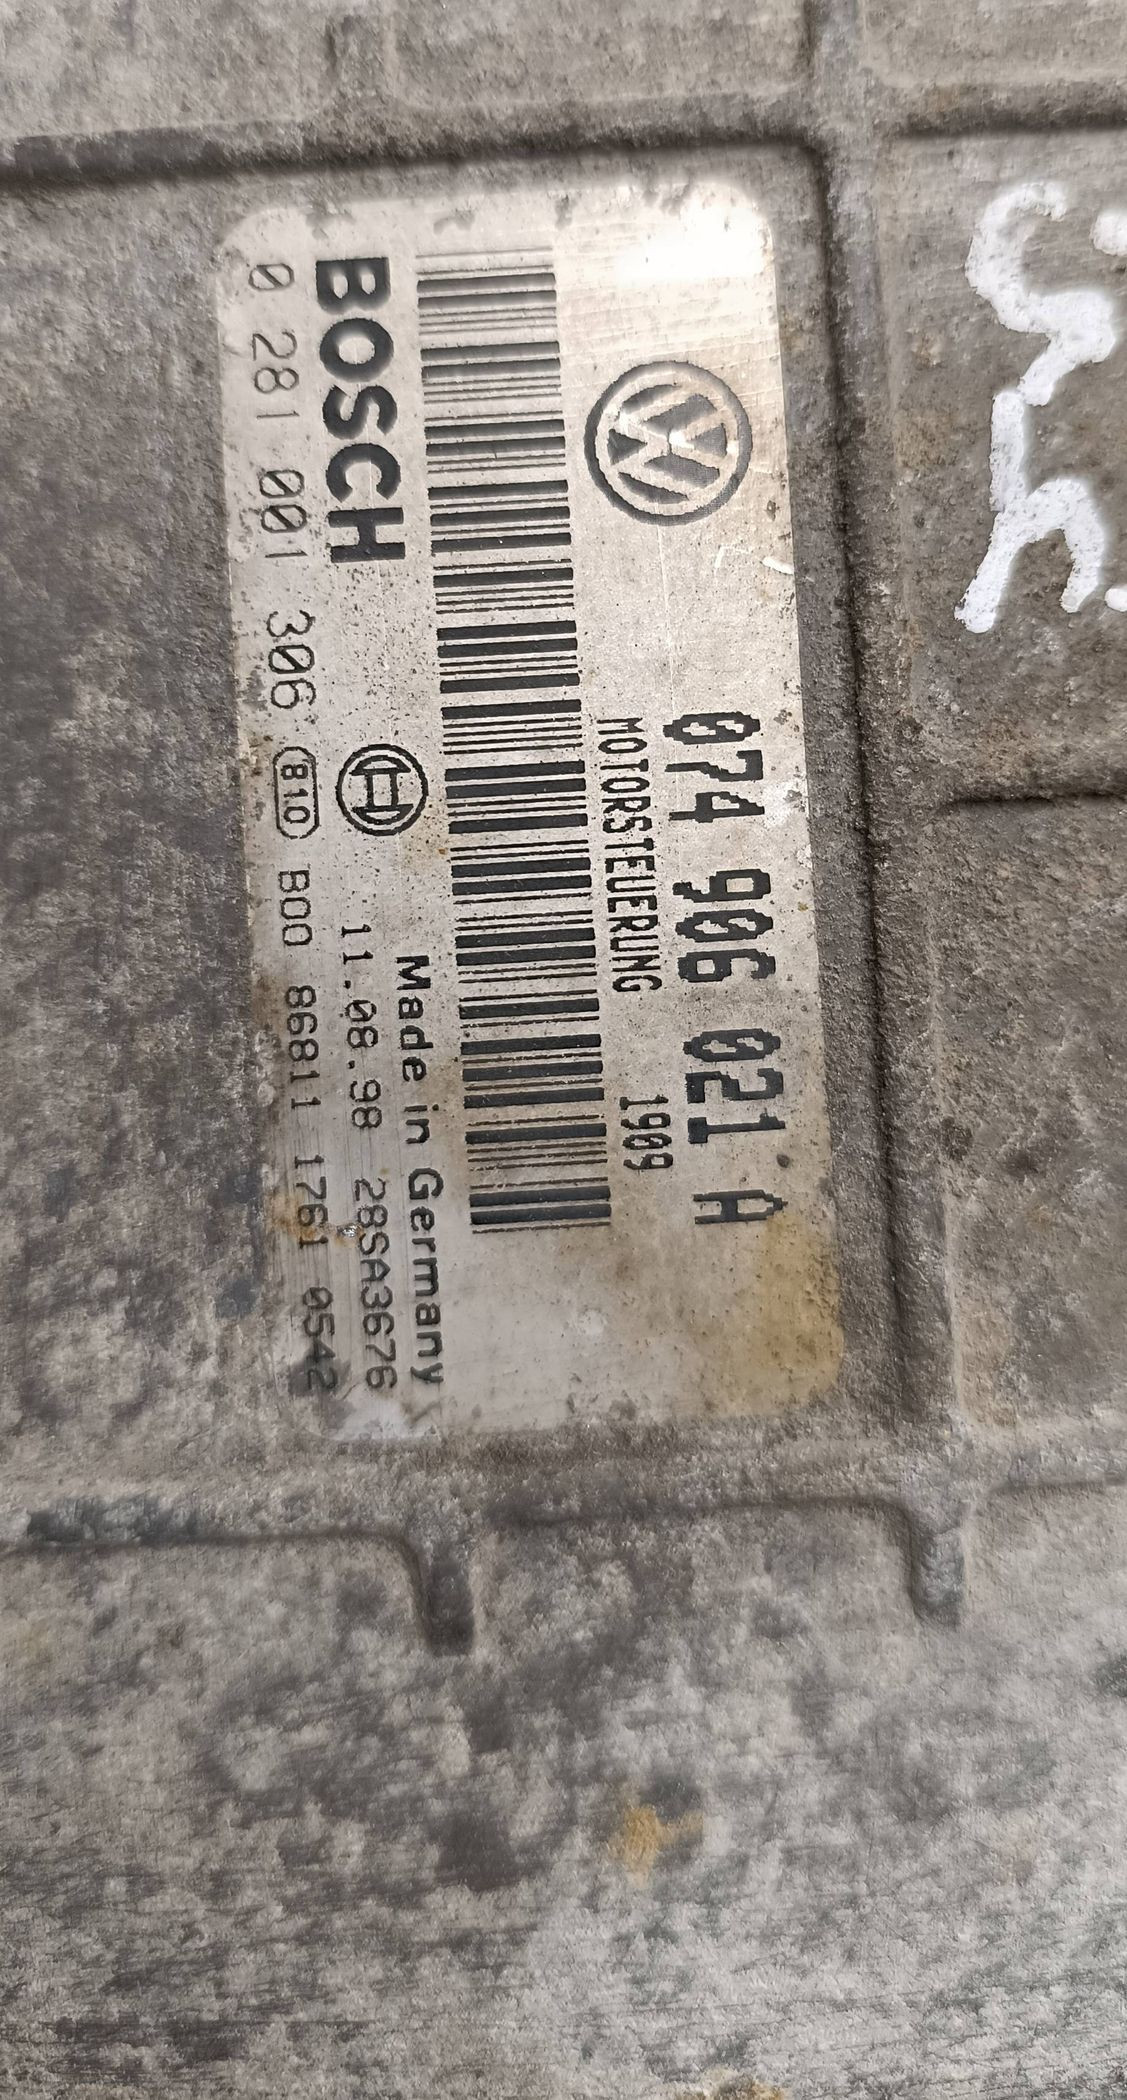 074 906 021 A
MOTORSTEUERUNG 1909
BOSCH
Made in Germany
11.08.98 28SA3676
0 281 001 306 B10 B00 86811 1761 0542